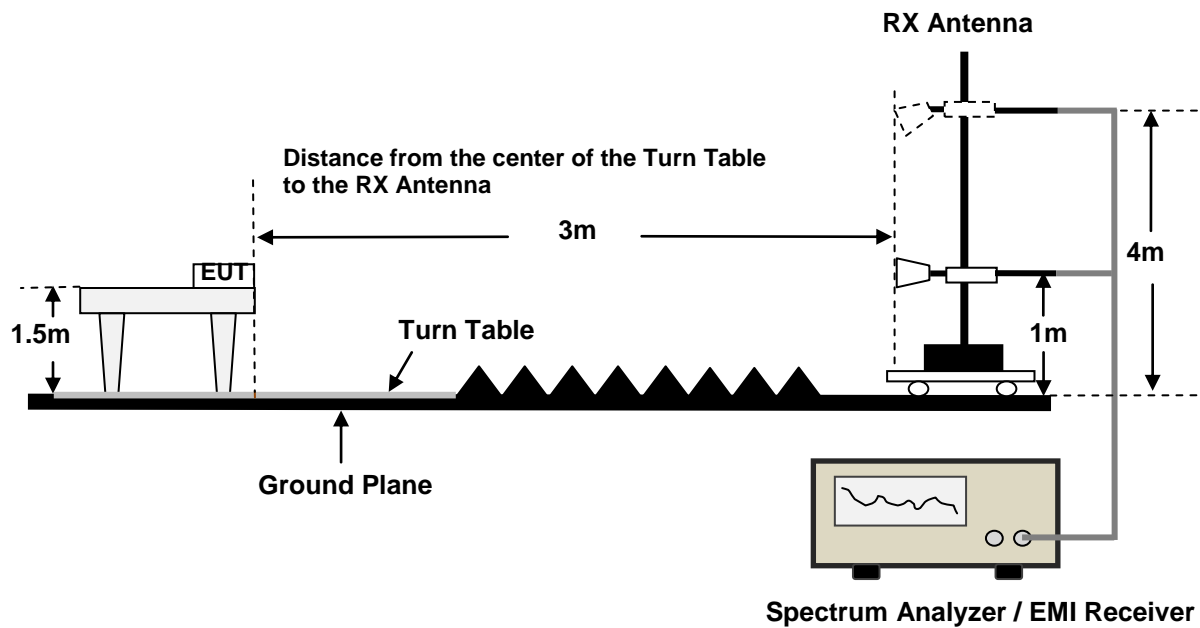 RX Antenna
Distance from the center of the Turn Table
to the RX Antenna
3m
4m
EUT
1.5m
Turn Table
1m
Ground Plane
Spectrum Analyzer / EMI Receiver